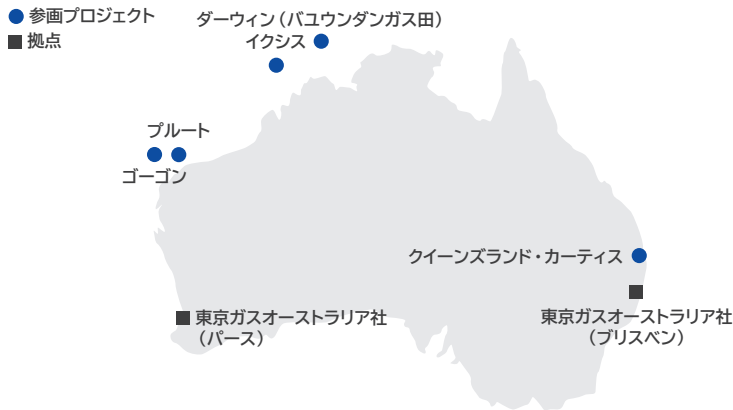 参画プロジェクト
拠点
ダーウィン（バユウンダンガス田）
イクシス
プルート
ゴーゴン
クイーンズランド・カーティス
東京ガスオーストラリア社
（パース）
東京ガスオーストラリア社
（ブリスベン）